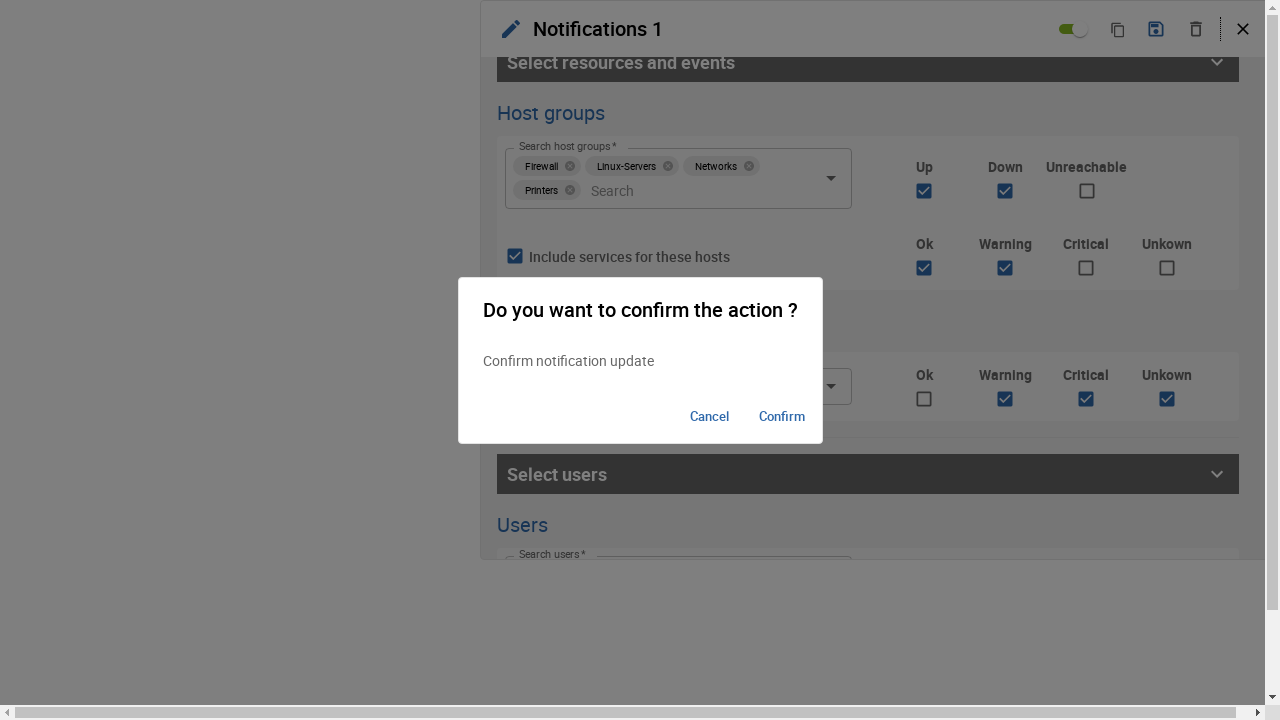 Notifications 1
Select resources and events
Host groups
Search host groups *
Firewall Linux-Servers Networks
Printers Search
Up Down Unreachable
Include services for these hosts
Ok Warning Critical Unkown
Do you want to confirm the action ?
Confirm notification update
Cancel Confirm
Ok Warning Critical Unkown
Select users
Users
Search users *